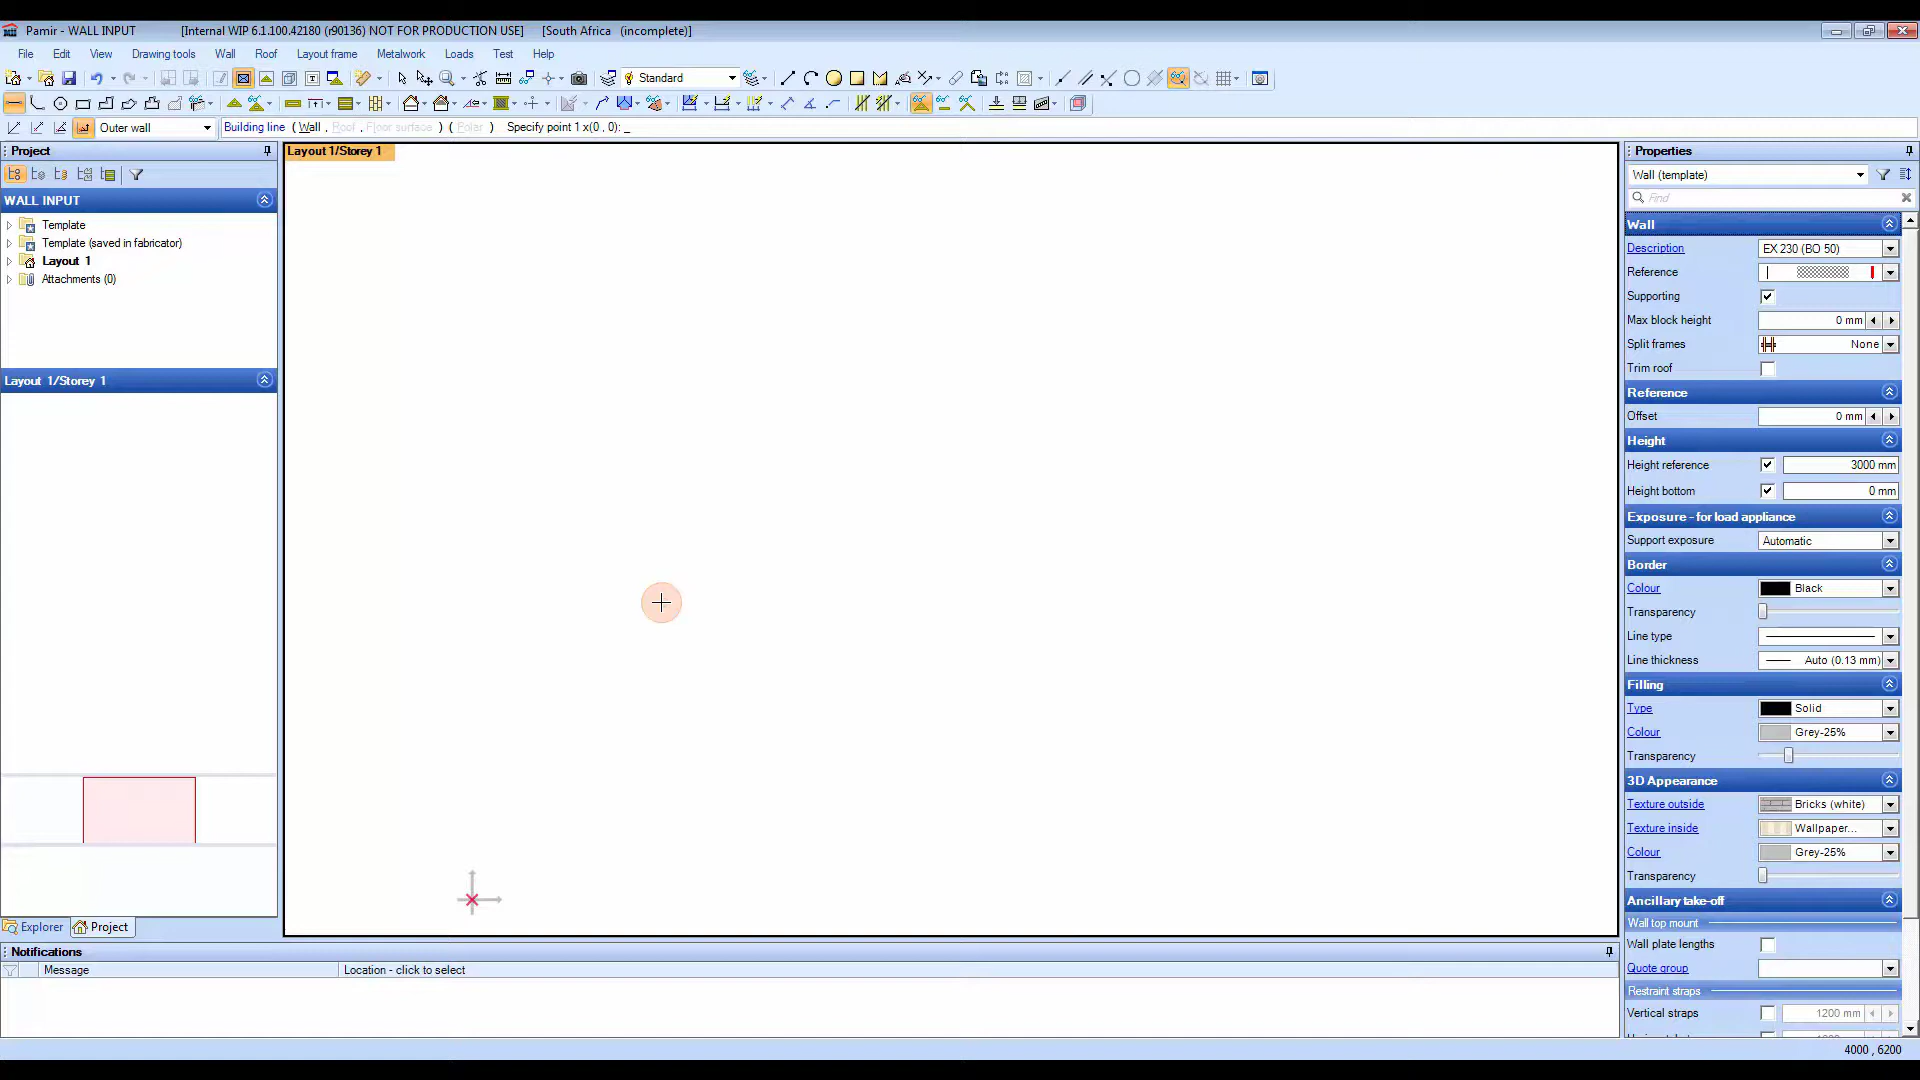 Pamir - WALL INPUT [Internal WIP 6.1.100.42180 (r90136) NOT FOR PRODUCTION USE] [South Africa (incomplete)]
File Edit View Drawing tools Wall Roof Layout frame Metalwork Loads Test Help
Standard
Outer wall Building line ( Wall, Roof, Floor surface ) ( Polar ) Specify point 1 x(0 , 0): _
Project
WALL INPUT
Template
Template (saved in fabricator)
Layout 1
Attachments (0)
Layout 1/Storey 1
Explorer Project
Layout 1/Storey 1
Properties
Wall (template)
Find
Wall
Description EX 230 (BO 50)
Reference
Supporting
Max block height 0 mm
Split frames None
Trim roof
Reference
Offset 0 mm
Height
Height reference 3000 mm
Height bottom 0 mm
Exposure - for load appliance
Support exposure Automatic
Border
Colour Black
Transparency
Line type
Line thickness Auto (0.13 mm)
Filling
Type Solid
Colour Grey-25%
Transparency
3D Appearance
Texture outside Bricks (white)
Texture inside Wallpaper...
Colour Grey-25%
Transparency
Ancillary take-off
Wall top mount
Wall plate lengths
Quote group
Restraint straps
Vertical straps 1200 mm
Notifications
Message Location - click to select
4000 , 6200